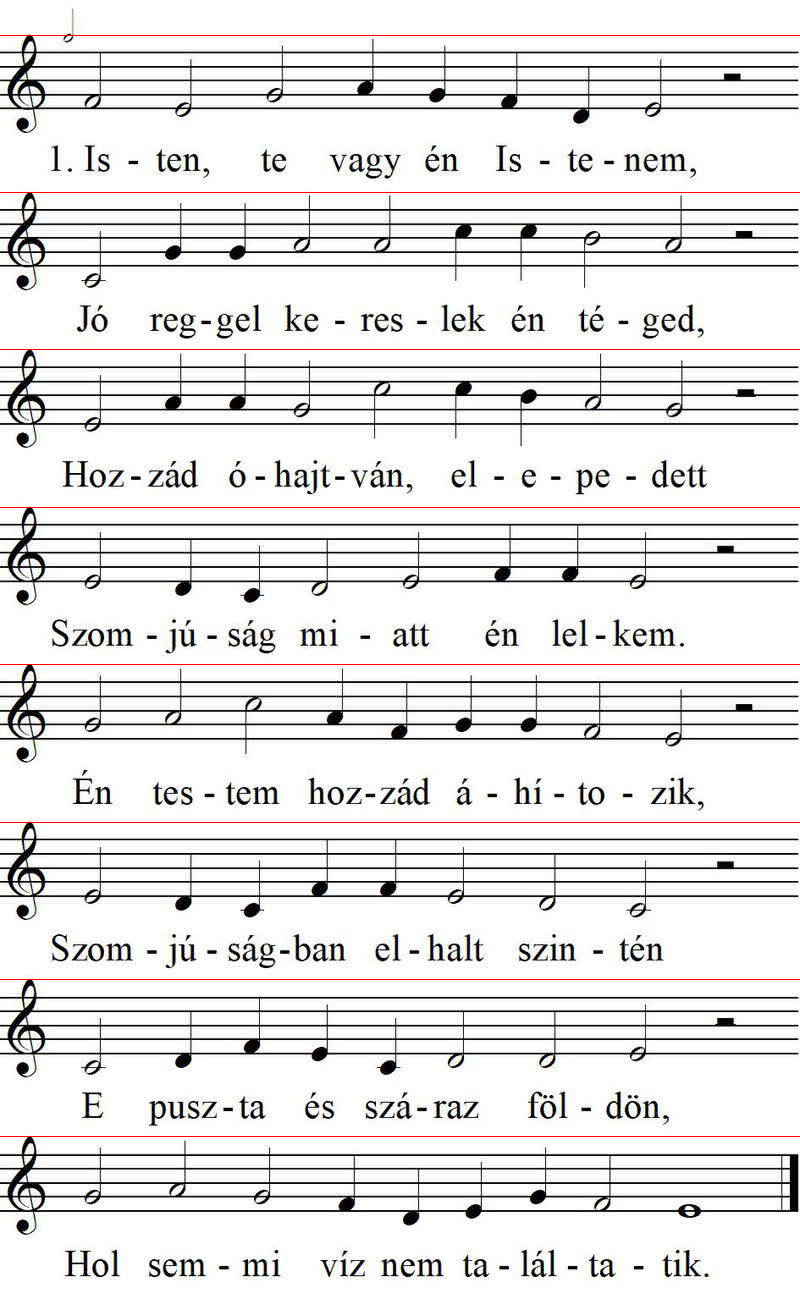 1. Is - ten, te vagy én Is - te - nem,
Jó reg - gel ke - res - lek én té - ged,
Hoz - zád ó - hajt - ván, el - e - pe - dett
Szom - jú - ság mi - att én lel - kem.
Én tes - tem hoz - zád á - hí - to - zik,
Szom - jú - ság - ban el - halt szin - tén
E pusz - ta és szá - raz föl - dön,
Hol sem - mi víz nem ta - lál - ta - tik.